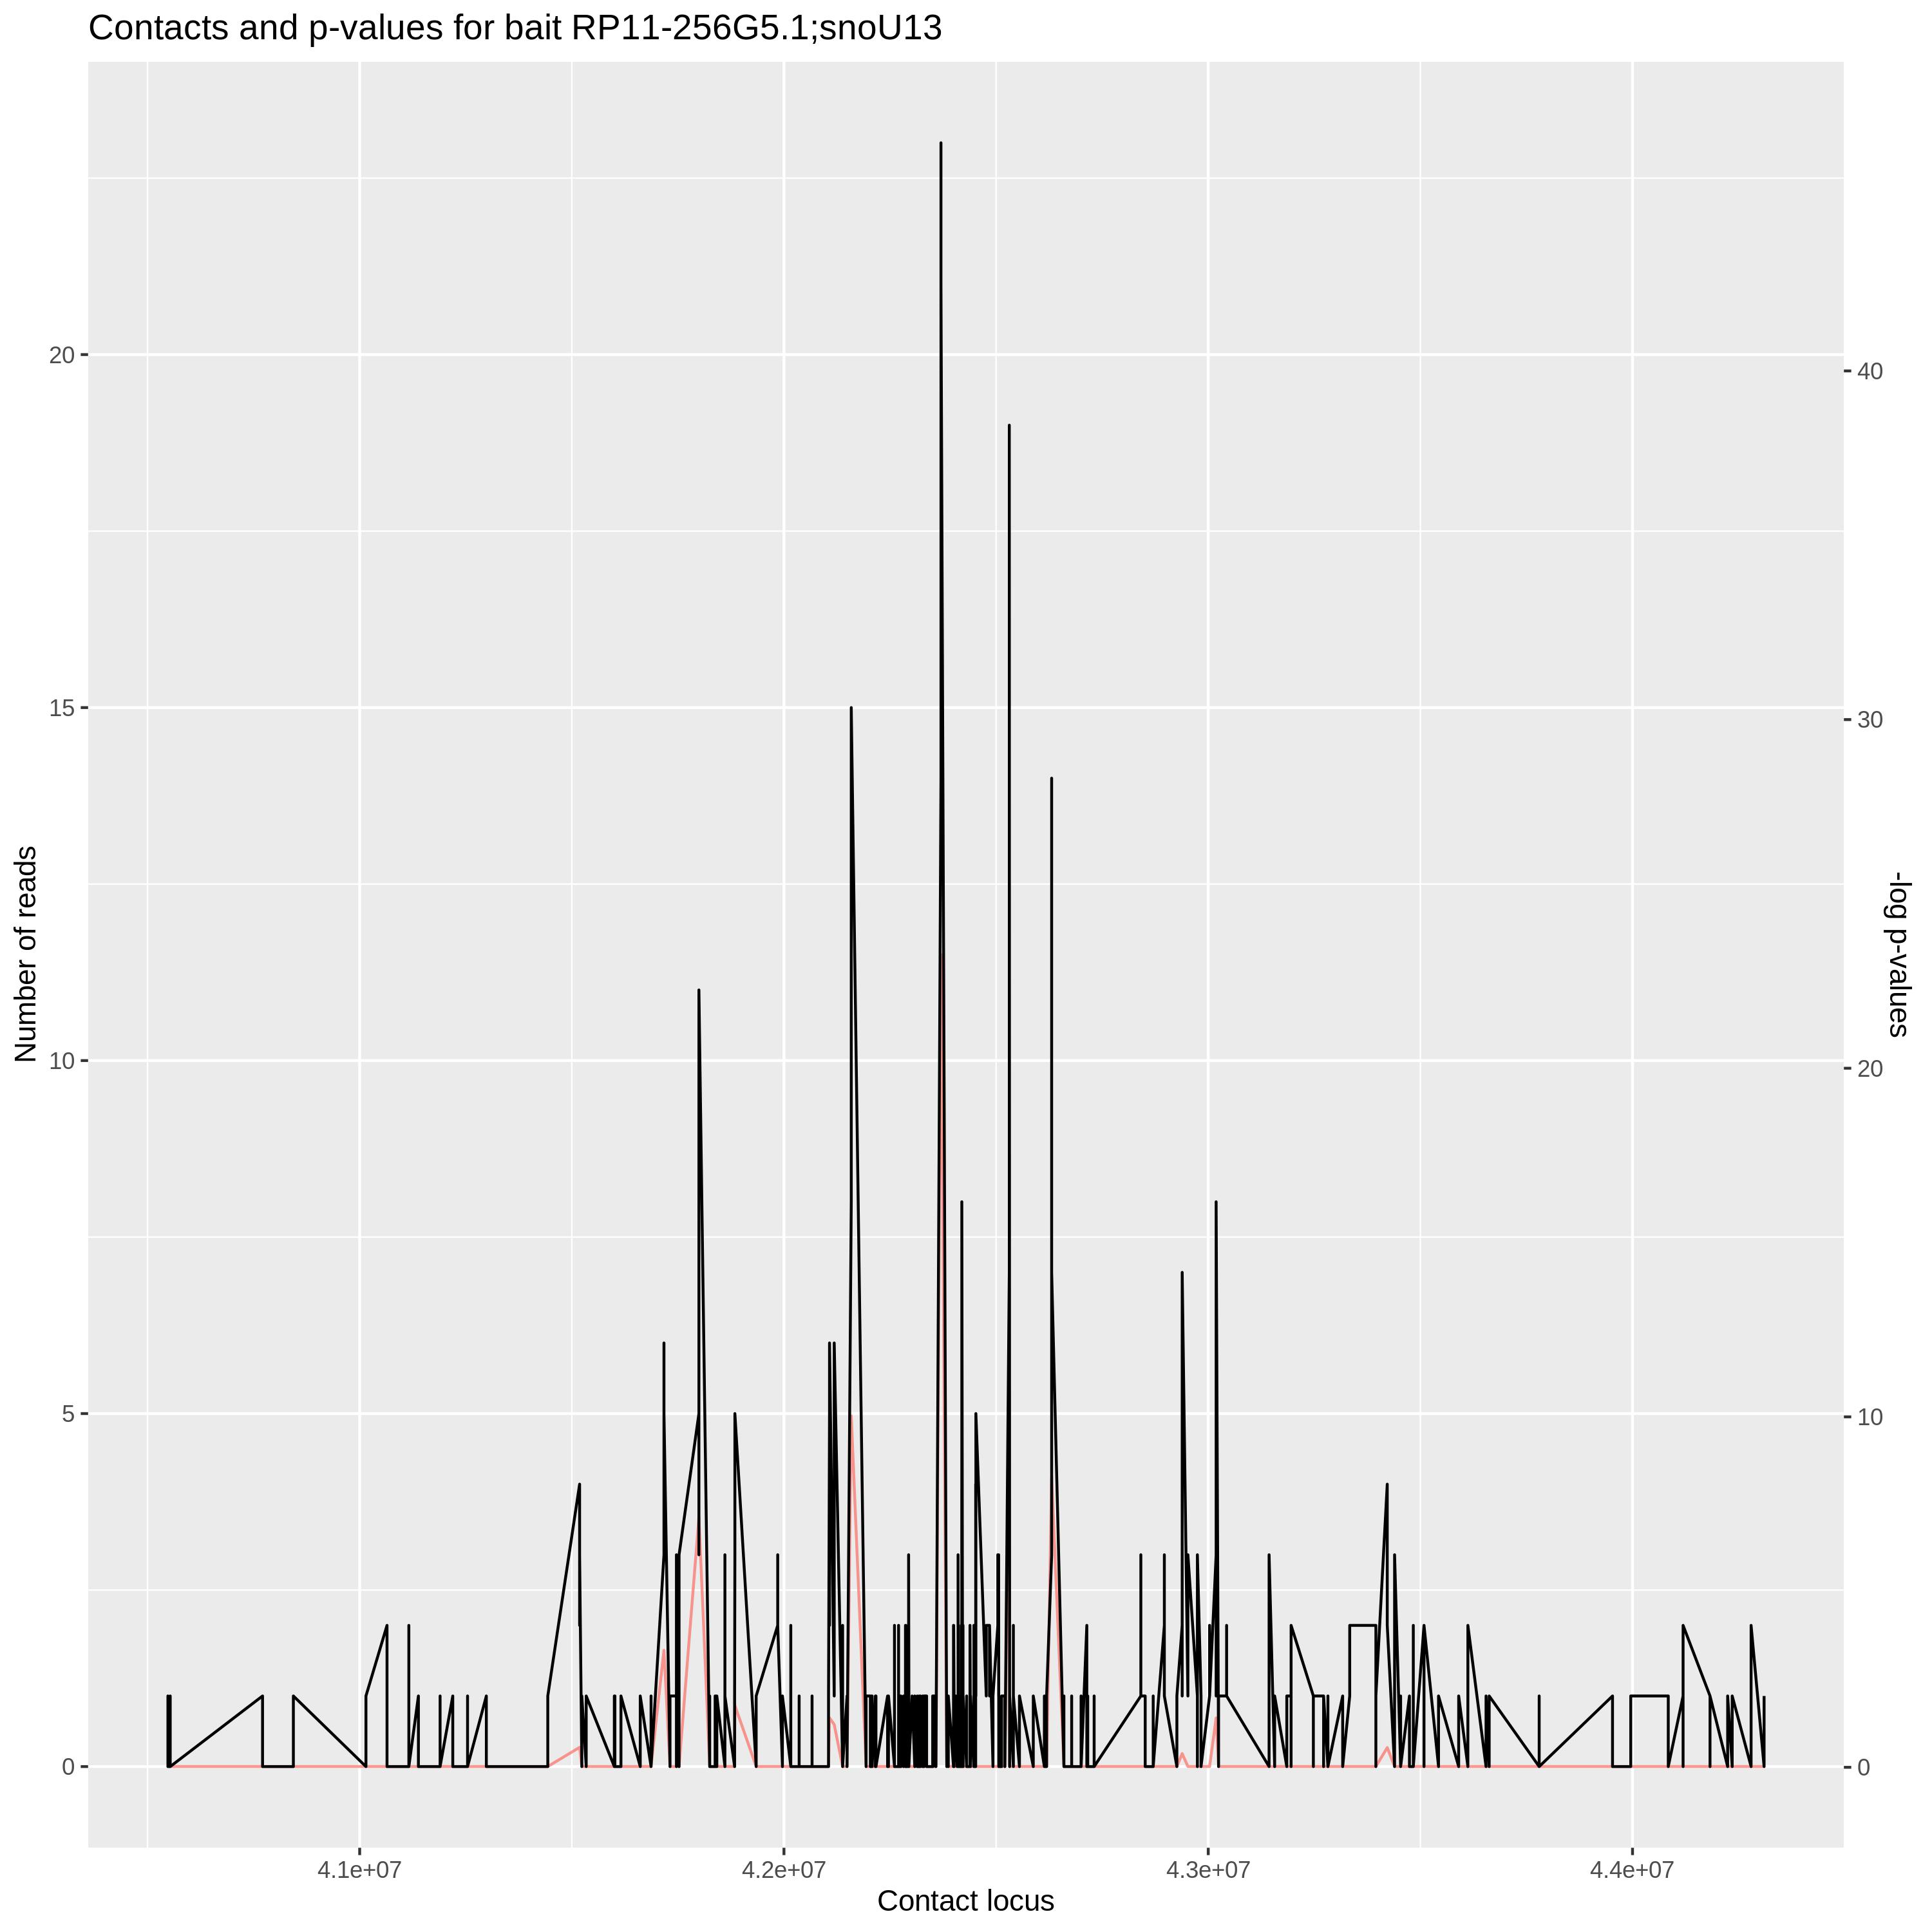 Contacts and p-values for bait RP11-256G5.1;snoU13
Number of reads
20
15
10
5
0
40
30
20
10
0
-log p-values
4.1e+07
4.2e+07
4.3e+07
4.4e+07
Contact locus